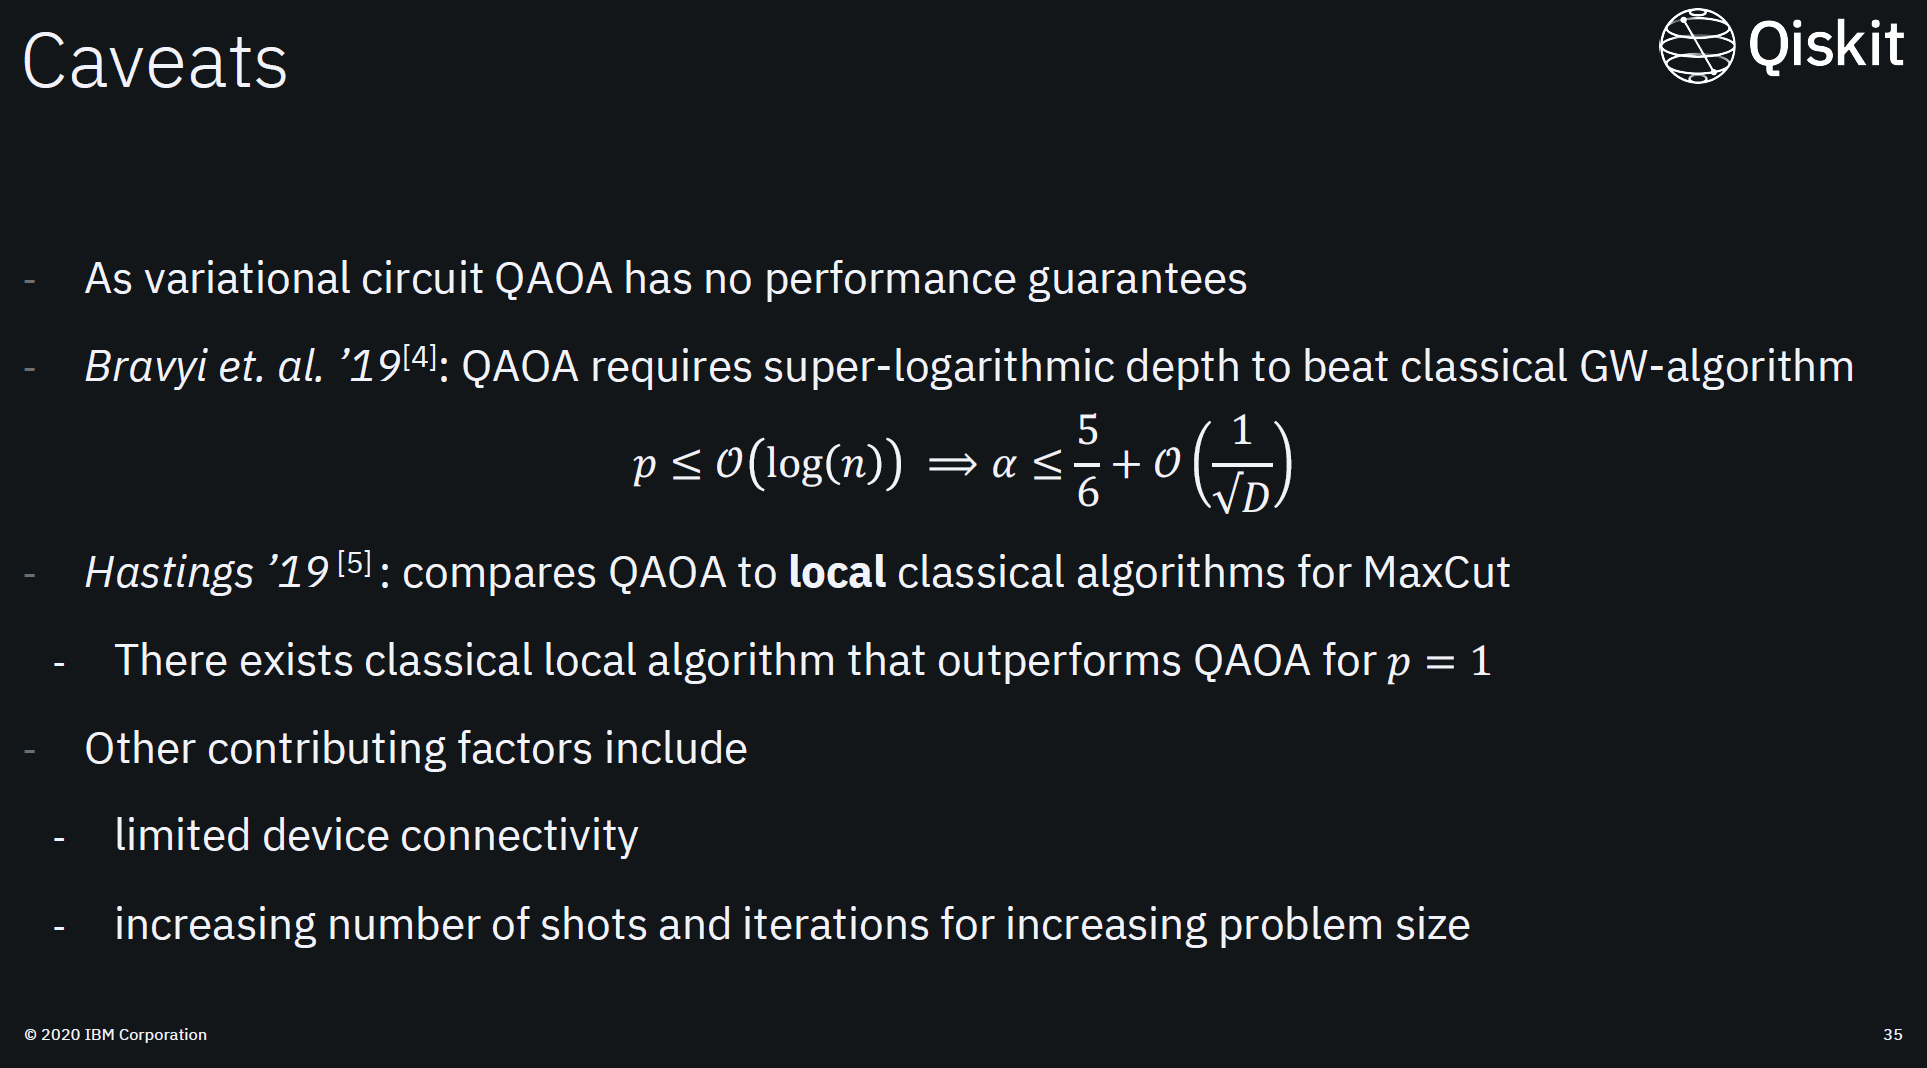 Caveats
Qiskit
- As variational circuit QAOA has no performance guarantees
- Bravyi et. al. ’19[4]: QAOA requires super-logarithmic depth to beat classical GW-algorithm
p ≤ 𝒪(log(n)) ⟹ α ≤ 5/6 + 𝒪(1/√D)
- Hastings ’19 [5] : compares QAOA to local classical algorithms for MaxCut
- There exists classical local algorithm that outperforms QAOA for p = 1
- Other contributing factors include
- limited device connectivity
- increasing number of shots and iterations for increasing problem size
© 2020 IBM Corporation
35